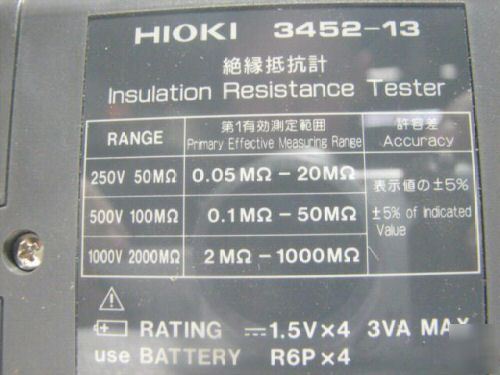 HIOKI 3452-13
絶縁抵抗計
Insulation Resistance Tester
RANGE
第1有効測定範囲
Primary Effective Measuring Range
許容差
Accuracy
250V 50MΩ
0.05MΩ-20MΩ
500V 100MΩ
0.1MΩ-50MΩ
1000V 2000MΩ
2MΩ-1000MΩ
表示値の±5%
±5% of Indicated
Value
RATING ⎓1.5V×4 3VA MAX
use BATTERY R6P×4